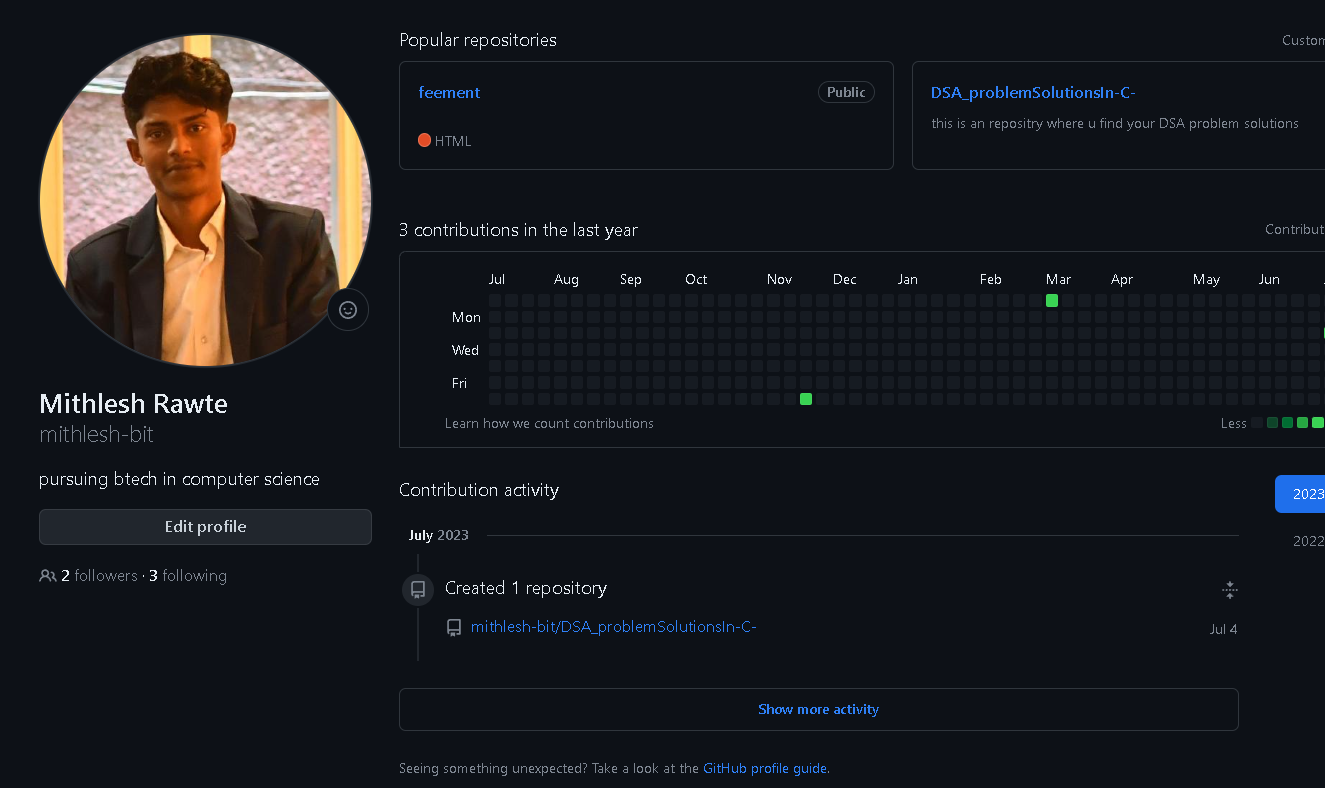 Popular repositories
Custom
feement
Public
HTML
DSA_problemSolutionsIn-C-
this is an repositry where u find your DSA problem solutions
3 contributions in the last year
Contribut
Jul Aug Sep Oct Nov Dec Jan Feb Mar Apr May Jun
Mon
Wed
Fri
Learn how we count contributions
Less
Mithlesh Rawte
mithlesh-bit
pursuing btech in computer science
Edit profile
2 followers · 3 following
Contribution activity
2023
2022
July 2023
Created 1 repository
mithlesh-bit/DSA_problemSolutionsIn-C-
Jul 4
Show more activity
Seeing something unexpected? Take a look at the GitHub profile guide.